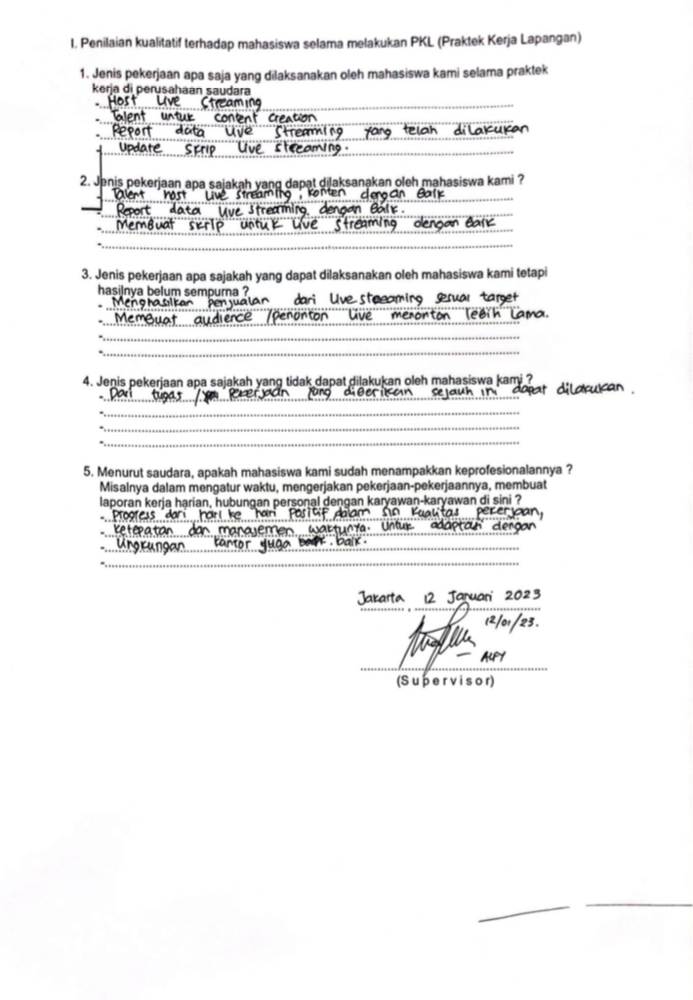 I. Penilaian kualitatif terhadap mahasiswa selama melakukan PKL (Praktek Kerja Lapangan)
1. Jenis pekerjaan apa saja yang dilaksanakan oleh mahasiswa kami selama praktek
kerja di perusahaan saudara
- Host Live Streaming
- Talent untuk content creation
- Report data Live Streaming yang telah dilakukan
Update skrip Live streaming.
2. Jenis pekerjaan apa sajakah yang dapat dilaksanakan oleh mahasiswa kami ?
Talent host Live streaming, konten dengan baik
- Report data Live streaming dengan baik.
- Membuat skrip untuk Live Streaming dengan baik
-
3. Jenis pekerjaan apa sajakah yang dapat dilaksanakan oleh mahasiswa kami tetapi
hasilnya belum sempurna ?
- Menghasilkan penjualan dari Live streaming sesuai target
- Membuat audience /penonton live menonton lebih lama.
-
-
4. Jenis pekerjaan apa sajakah yang tidak dapat dilakukan oleh mahasiswa kami ?
- Dari tugas / pekerjaan yang diberikan sejauh ini dapat dilakukan .
-
-
-
5. Menurut saudara, apakah mahasiswa kami sudah menampakkan keprofesionalannya ?
Misalnya dalam mengatur waktu, mengerjakan pekerjaan-pekerjaannya, membuat
laporan kerja harian, hubungan personal dengan karyawan-karyawan di sini ?
- Progress dari hari ke hari positif dalam kualitas pekerjaan,
- ketepatan dan manajemen waktunya. Untuk adaptasi dengan
- Lingkungan kantor juga baik.
-
Jakarta , 12 Januari 2023
12/01/23.
ALFY
(Supervisor)